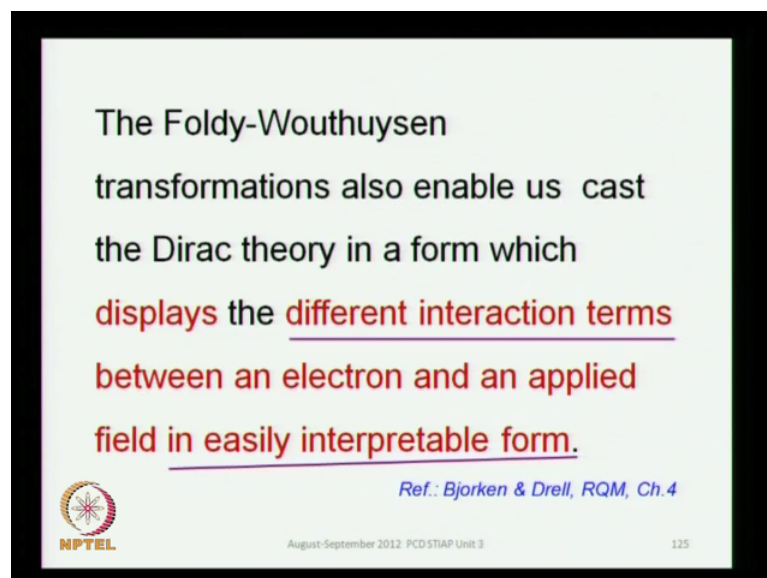 The Foldy-Wouthuysen
transformations also enable us cast
the Dirac theory in a form which
displays the different interaction terms
between an electron and an applied
field in easily interpretable form.
Ref.: Bjorken & Drell, RQM, Ch.4
NPTEL
August-September 2012 PCD STIAP Unit 3
125